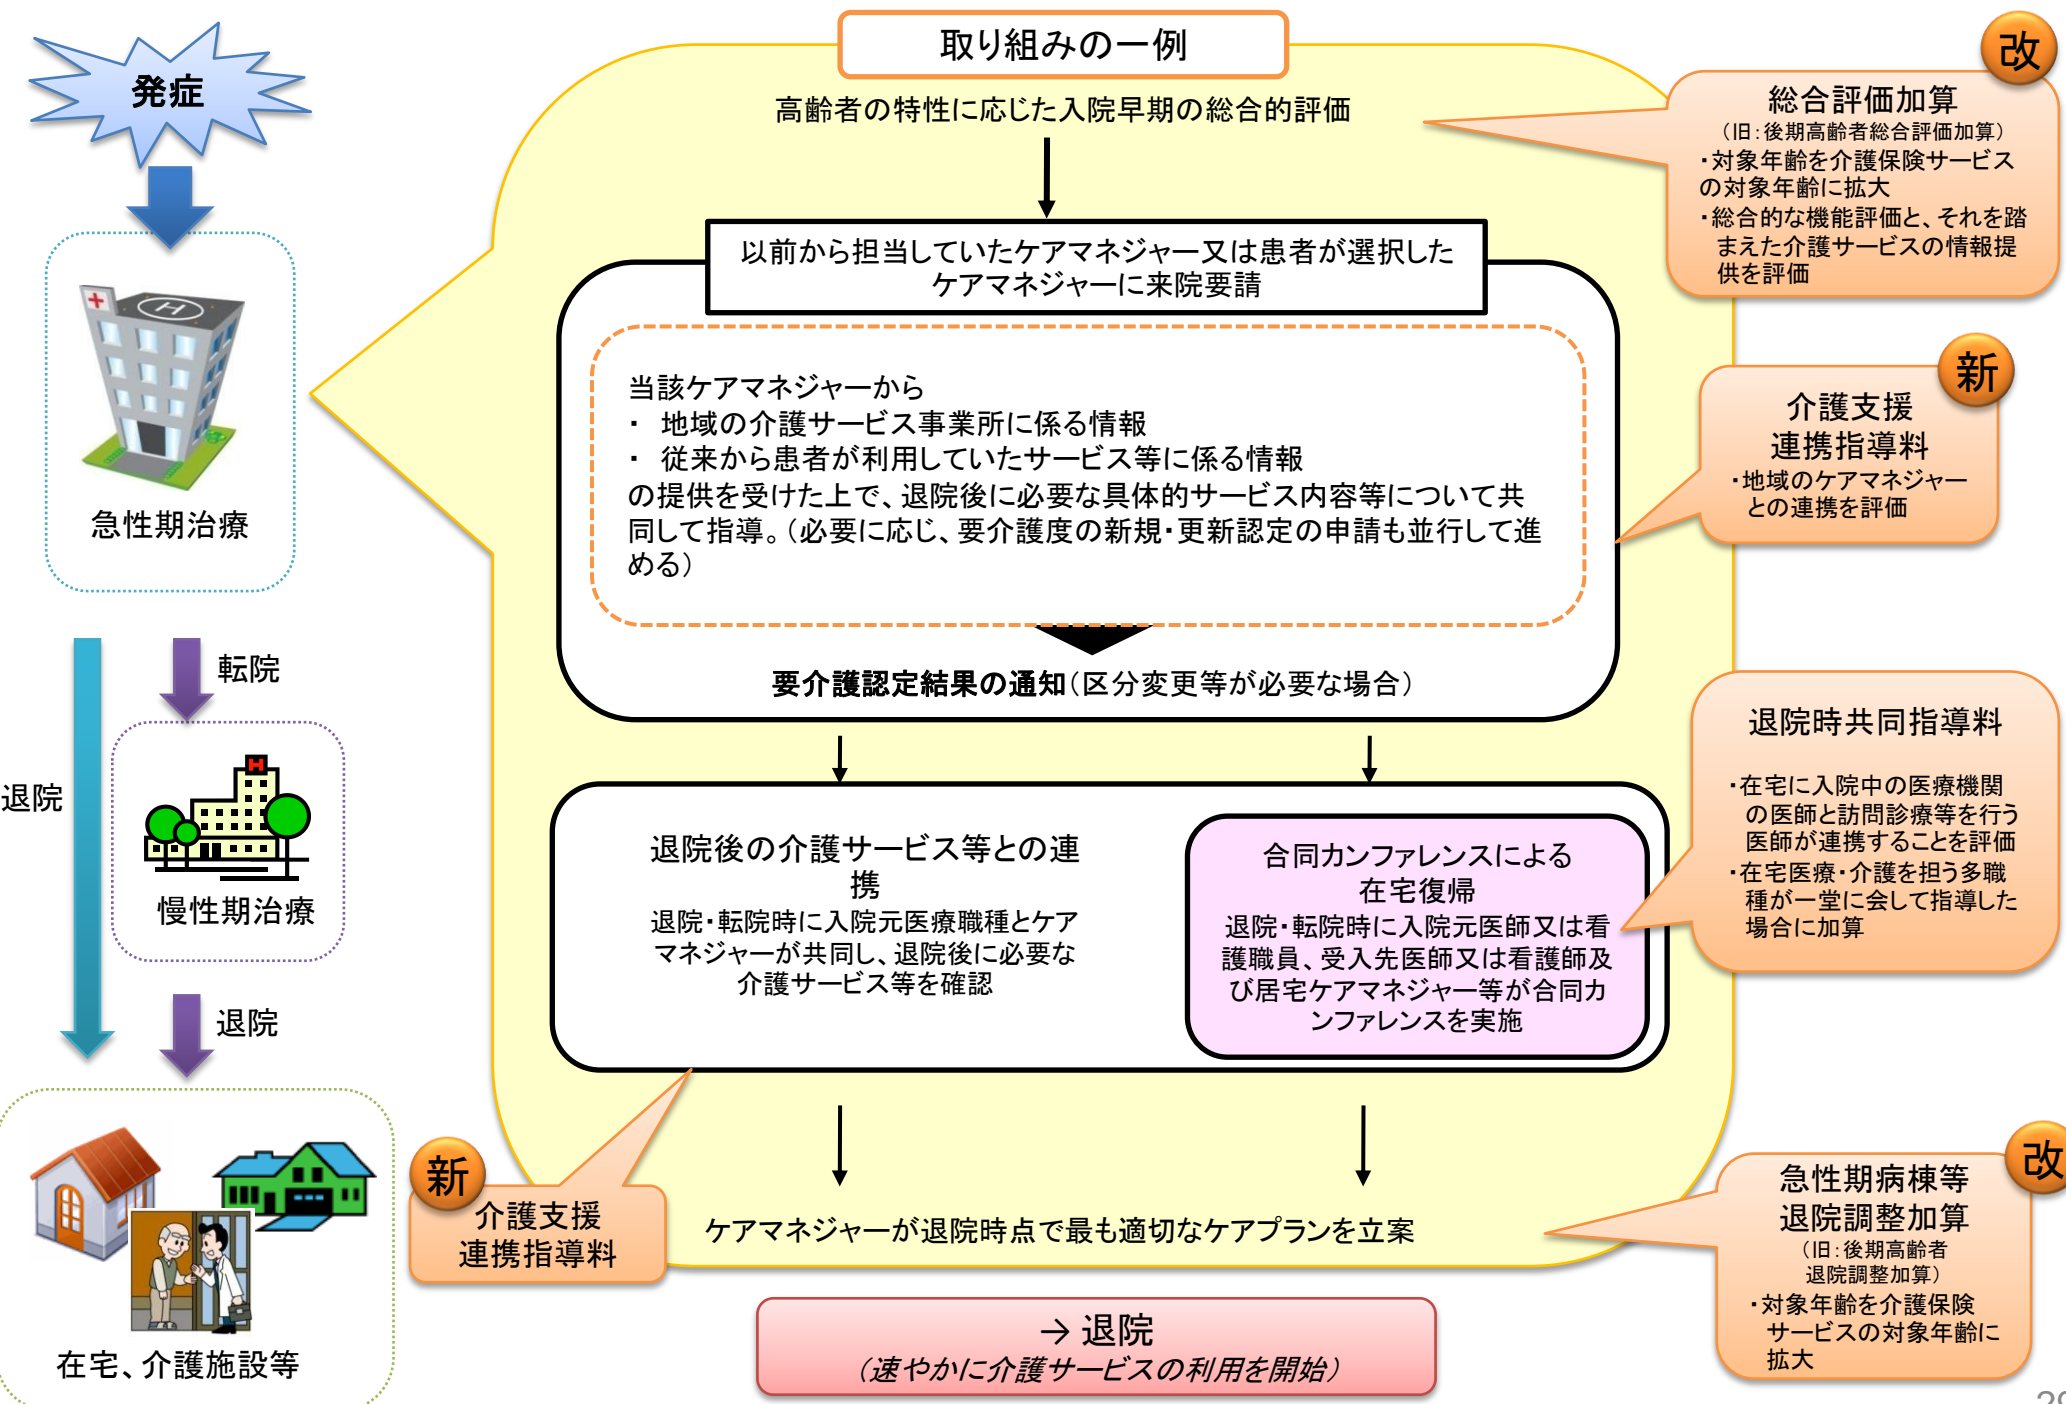 発症
急性期治療
転院
退院
慢性期治療
退院
在宅、介護施設等
取り組みの一例
高齢者の特性に応じた入院早期の総合的評価
以前から担当していたケアマネジャー又は患者が選択した
ケアマネジャーに来院要請
当該ケアマネジャーから
・ 地域の介護サービス事業所に係る情報
・ 従来から患者が利用していたサービス等に係る情報
の提供を受けた上で、退院後に必要な具体的サービス内容等について共
同して指導。（必要に応じ、要介護度の新規・更新認定の申請も並行して進
める）
要介護認定結果の通知（区分変更等が必要な場合）
退院後の介護サービス等との連
携
退院・転院時に入院元医療職種とケア
マネジャーが共同し、退院後に必要な
介護サービス等を確認
合同カンファレンスによる
在宅復帰
退院・転院時に入院元医師又は看
護職員、受入先医師又は看護師及
び居宅ケアマネジャー等が合同カ
ンファレンスを実施
新
介護支援
連携指導料
ケアマネジャーが退院時点で最も適切なケアプランを立案
→ 退院
（速やかに介護サービスの利用を開始）
改
総合評価加算
（旧：後期高齢者総合評価加算）
・対象年齢を介護保険サービス
の対象年齢に拡大
・総合的な機能評価と、それを踏
まえた介護サービスの情報提
供を評価
新
介護支援
連携指導料
・地域のケアマネジャー
との連携を評価
退院時共同指導料
・在宅に入院中の医療機関
の医師と訪問診療等を行う
医師が連携することを評価
・在宅医療・介護を担う多職
種が一堂に会して指導した
場合に加算
改
急性期病棟等
退院調整加算
（旧：後期高齢者
退院調整加算）
・対象年齢を介護保険
サービスの対象年齢に
拡大
H
H